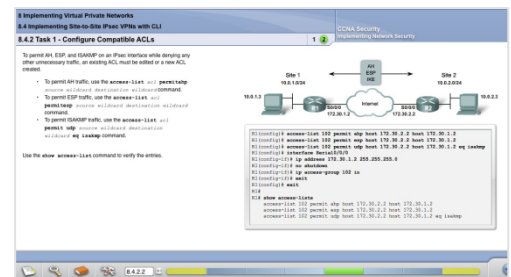 8 Implementing Virtual Private Networks
8.4 Implementing Site-to-Site IPsec VPNs with CLI
CCNA Security
Implementing Network Security
8.4.2 Task 1 - Configure Compatible ACLs
1 2
To permit AH, ESP, and ISAKMP on an IPsec interface while denying any
other unnecessary traffic, an existing ACL must be edited or a new ACL
created.
• To permit AH traffic, use the access-list acl permitahp
source wildcard destination wildcardcommand.
• To permit ESP traffic, use the access-list acl
permitesp source wildcard destination wildcard
command.
• To permit ISAKMP traffic, use the access-list acl
permit udp source wildcard destination
wildcard eq isakmp command.
Use the show access-list command to verify the entries.
AH
ESP
IKE
Site 1
10.0.1.0/24
Site 2
10.0.2.0/24
10.0.1.3
10.0.2.3
R1
Internet
R2
S0/0/0
172.30.1.2
S0/0/0
172.30.2.2
R1(config)# access-list 102 permit ahp host 172.30.2.2 host 172.30.1.2
R1(config)# access-list 102 permit esp host 172.30.2.2 host 172.30.1.2
R1(config)# access-list 102 permit udp host 172.30.2.2 host 172.30.1.2 eq isakmp
R1(config)# interface Serial0/0/0
R1(config-if)# ip address 172.30.1.2 255.255.255.0
R1(config-if)# no shutdown
R1(config-if)# ip access-group 102 in
R1(config-if)# exit
R1(config)# exit
R1#
R1# show access-lists
access-list 102 permit ahp host 172.30.2.2 host 172.30.1.2
access-list 102 permit esp host 172.30.2.2 host 172.30.1.2
access-list 102 permit udp host 172.30.2.2 host 172.30.1.2 eq isakmp
8.4.2.2